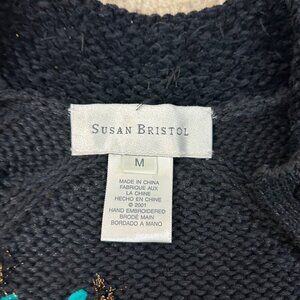 SUSAN BRISTOL
M
MADE IN CHINA
FABRIQUE AUX
LA CHINE
HECHO EN CHINA
© 2001
HAND EMBROIDERED
BRODÉ MAIN
BORDADO A MANO